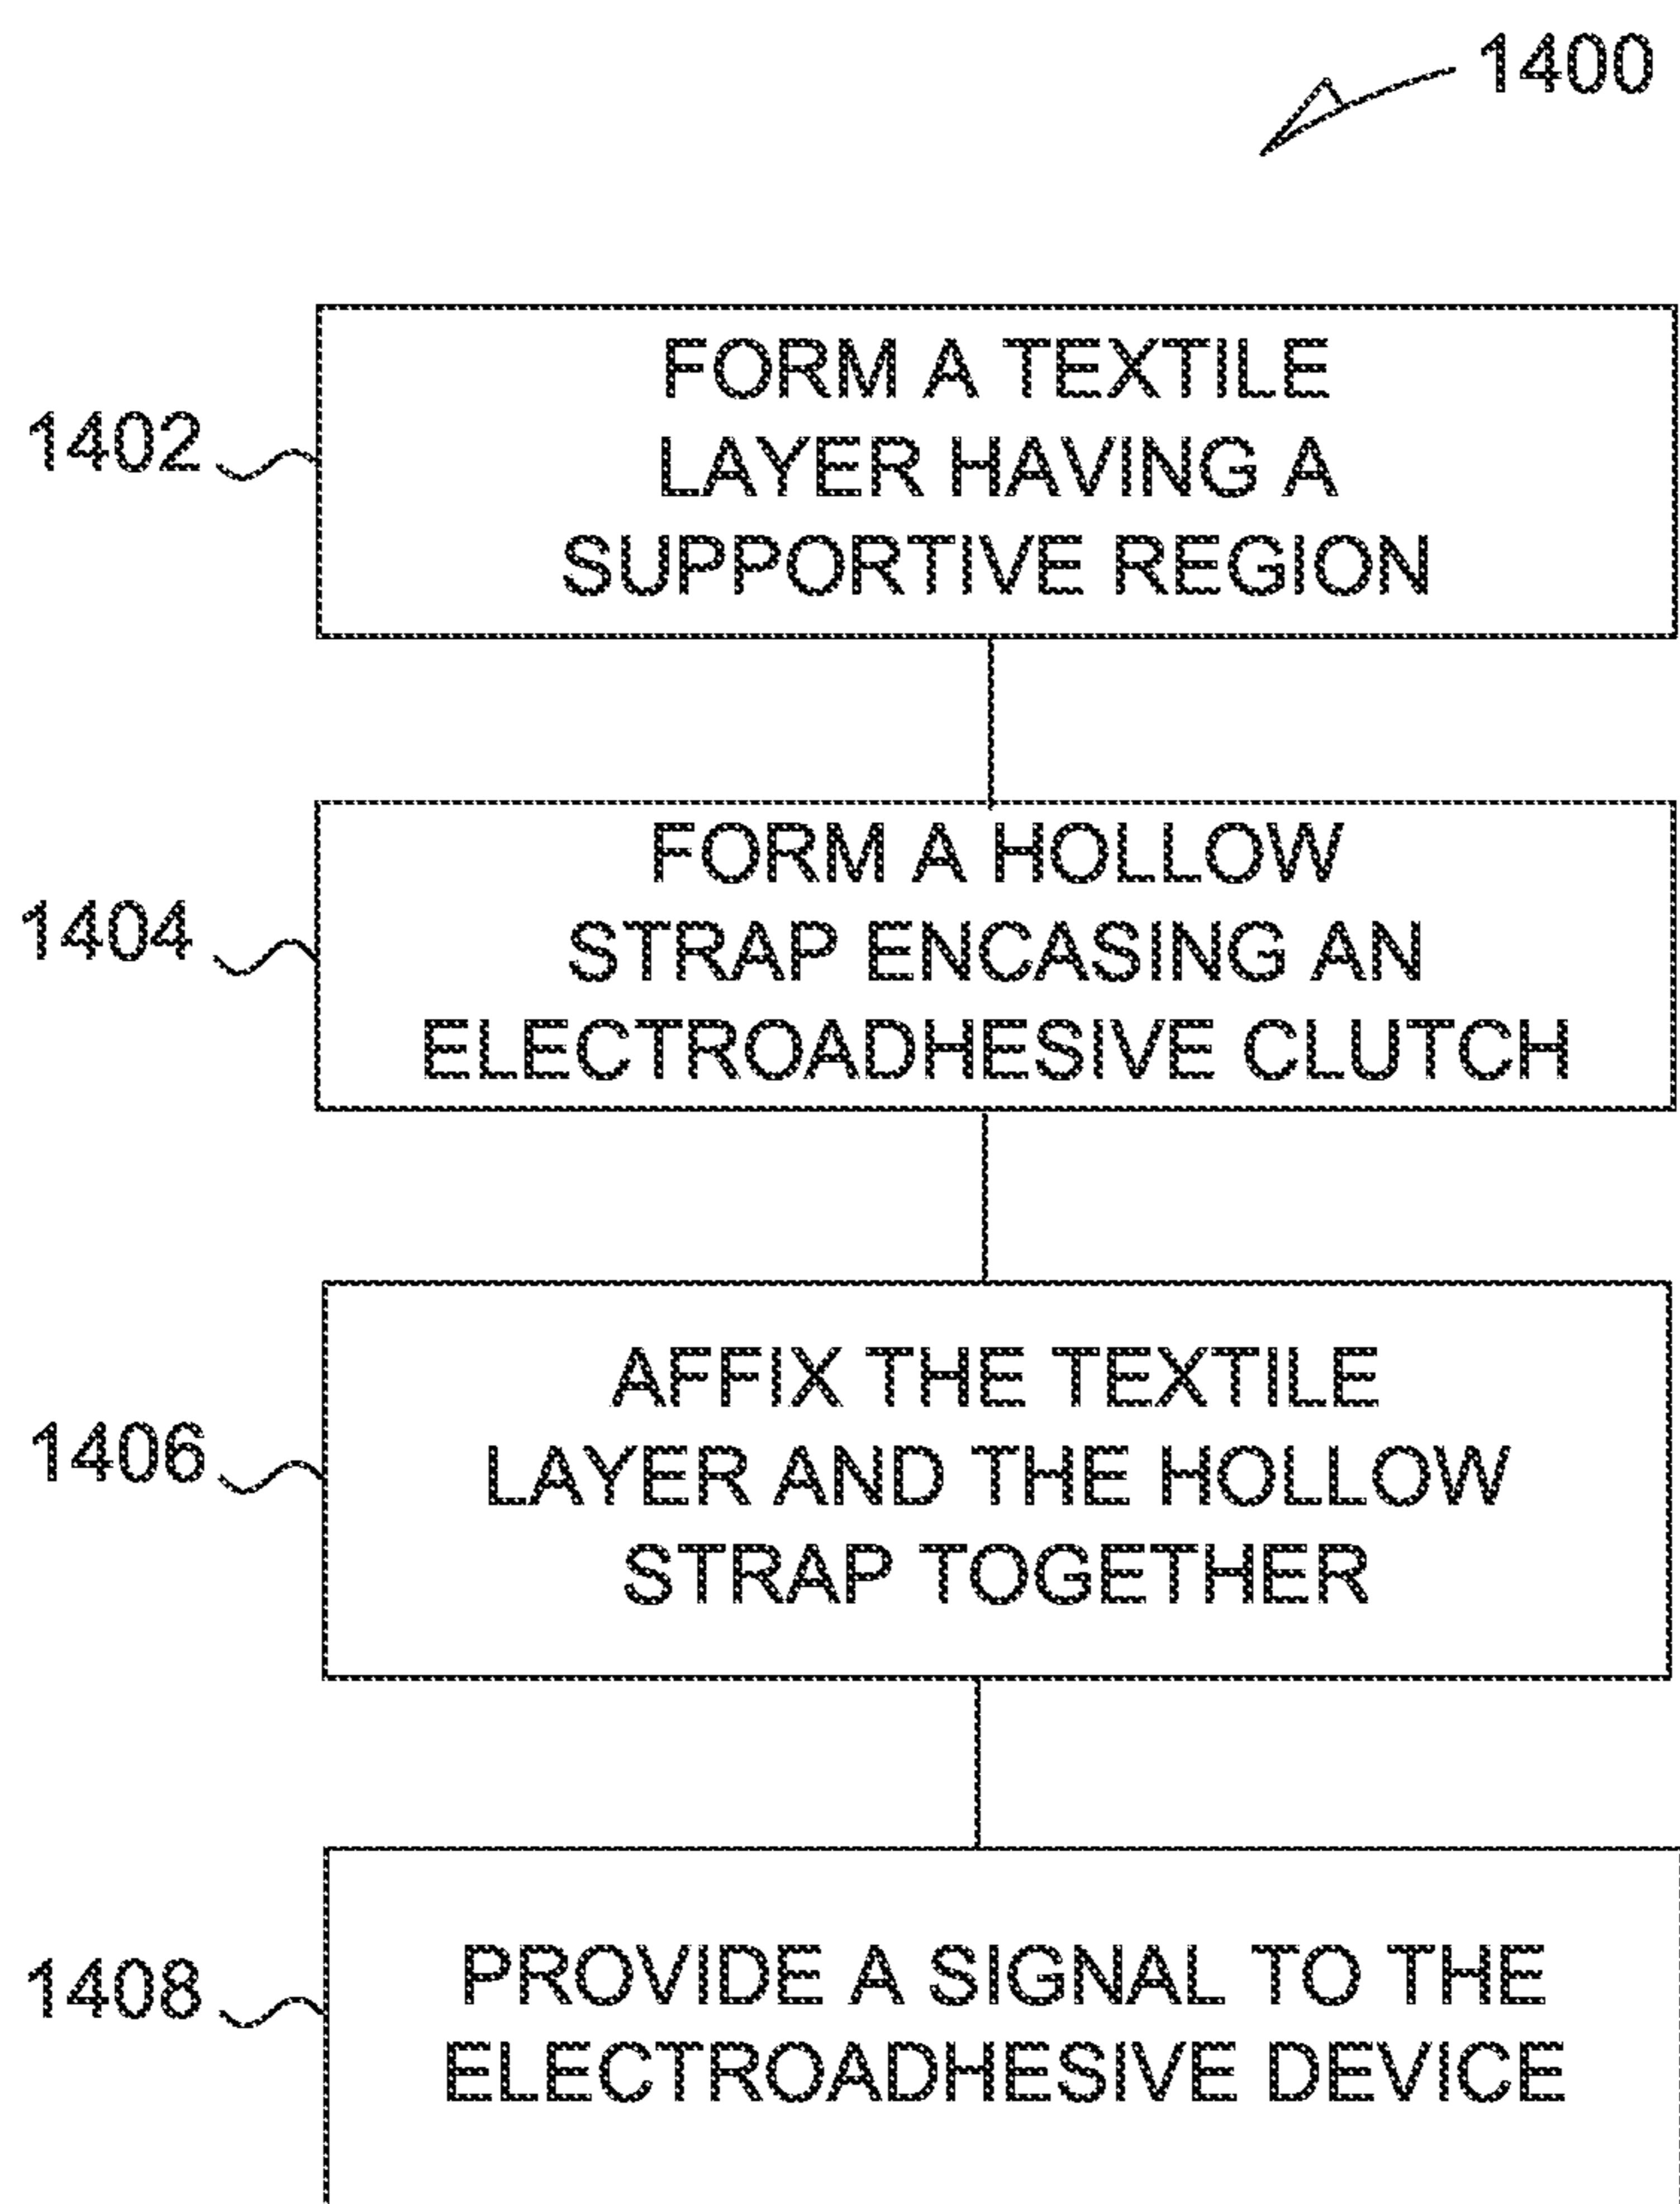 1400
1402
FORM A TEXTILE
LAYER HAVING A
SUPPORTIVE REGION
1404
FORM A HOLLOW
STRAP ENCASING AN
ELECTROADHESIVE CLUTCH
1406
AFFIX THE TEXTILE
LAYER AND THE HOLLOW
STRAP TOGETHER
1408
PROVIDE A SIGNAL TO THE
ELECTROADHESIVE DEVICE